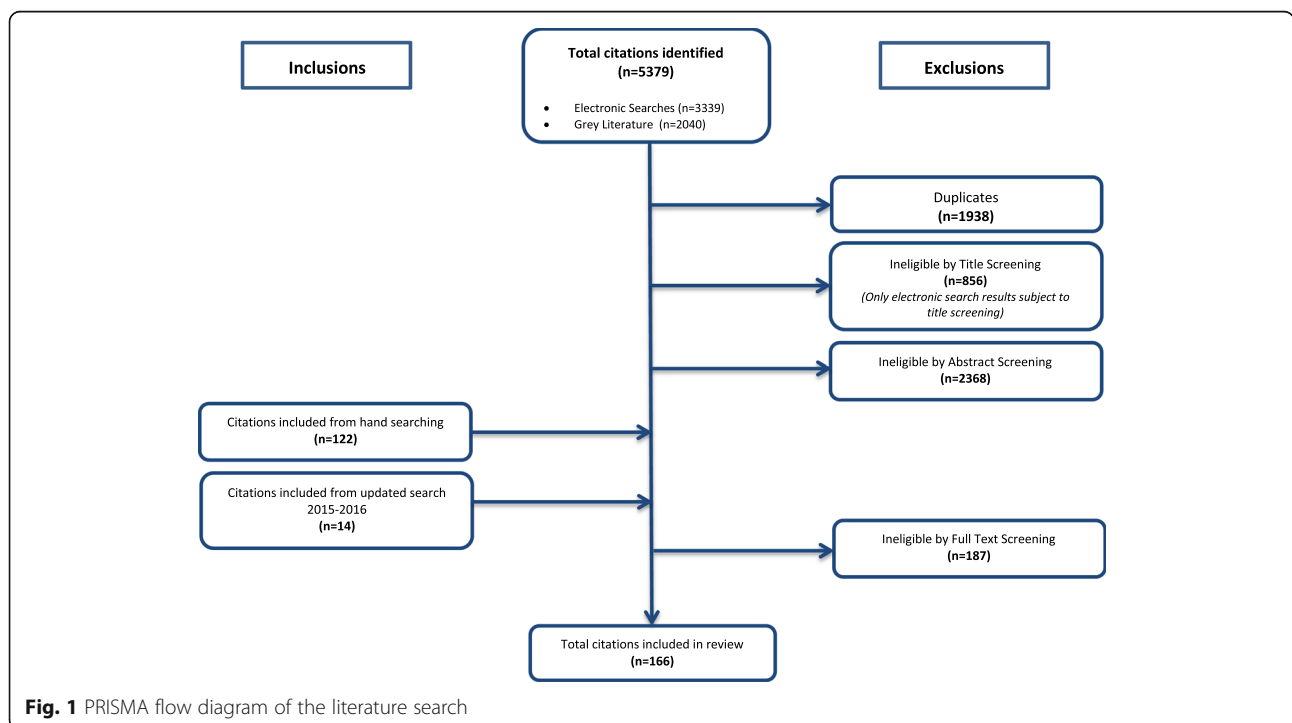 Inclusions
Total citations identified
(n=5379)
• Electronic Searches (n=3339)
• Grey Literature (n=2040)
Exclusions
Duplicates
(n=1938)
Ineligible by Title Screening
(n=856)
(Only electronic search results subject to
title screening)
Ineligible by Abstract Screening
(n=2368)
Citations included from hand searching
(n=122)
Citations included from updated search
2015-2016
(n=14)
Ineligible by Full Text Screening
(n=187)
Total citations included in review
(n=166)
Fig. 1 PRISMA flow diagram of the literature search